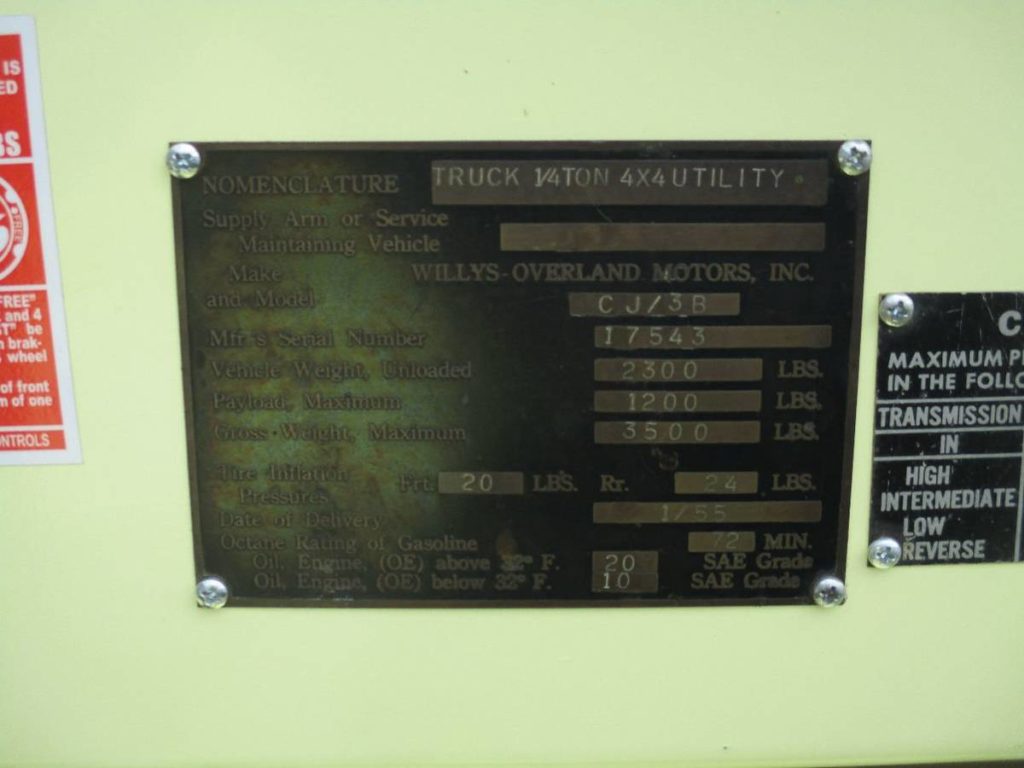 IS
ED
BS
FREE"
and 4
ST" be
n brak-
wheel
of front
m of one
NTROLS
NOMENCLATURE TRUCK 1/4TON 4X4 UTILITY
Supply Arm or Service
Maintaining Vehicle
Make WILLYS-OVERLAND MOTORS, INC.
and Model CJ/3B
Mfr's Serial Number 17543
Vehicle Weight, Unloaded 2300 LBS.
Payload, Maximum 1200 LBS.
Gross Weight, Maximum 3500 LBS.
Tire Inflation
Pressures Frt. 20 LBS. Rr. 24 LBS.
Date of Delivery 1/55
Octane Rating of Gasoline 72 MIN.
Oil, Engine, (OE) above 32° F. 20 SAE Grade
Oil, Engine, (OE) below 32° F. 10 SAE Grade
C
MAXIMUM P
IN THE FOLLO
TRANSMISSION
IN
HIGH
INTERMEDIATE
LOW
REVERSE